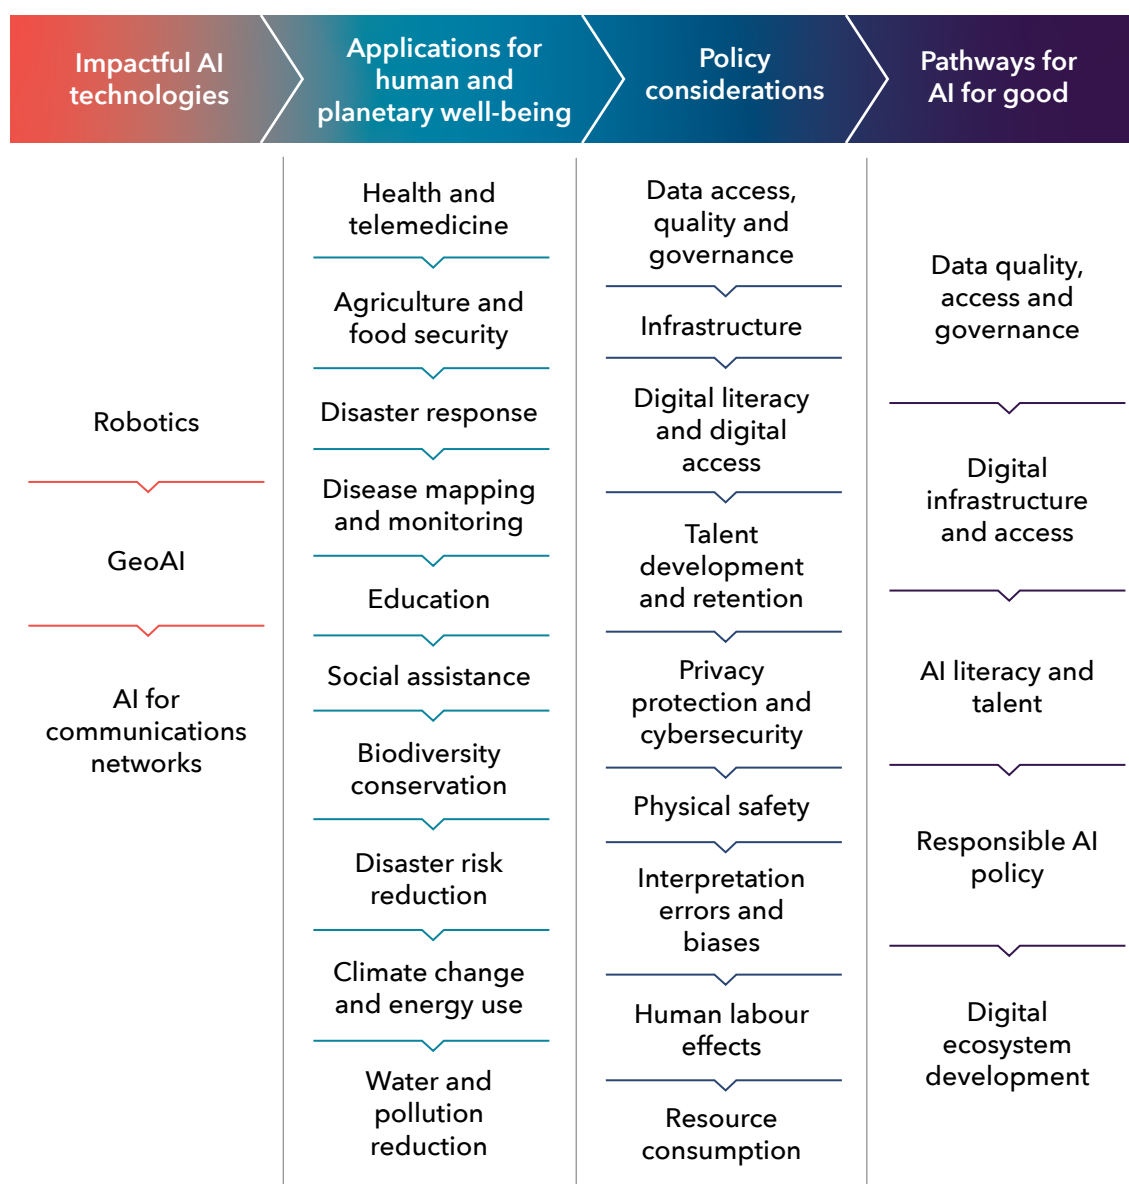 Impactful AI
technologies
Applications for
human and
planetary well-being
Policy
considerations
Pathways for
AI for good
Robotics
GeoAI
AI for
communications
networks
Health and
telemedicine
Agriculture and
food security
Disaster response
Disease mapping
and monitoring
Education
Social assistance
Biodiversity
conservation
Disaster risk
reduction
Climate change
and energy use
Water and
pollution
reduction
Data access,
quality and
governance
Infrastructure
Digital literacy
and digital
access
Talent
development
and retention
Privacy
protection and
cybersecurity
Physical safety
Interpretation
errors and
biases
Human labour
effects
Resource
consumption
Data quality,
access and
governance
Digital
infrastructure
and access
AI literacy and
talent
Responsible AI
policy
Digital
ecosystem
development